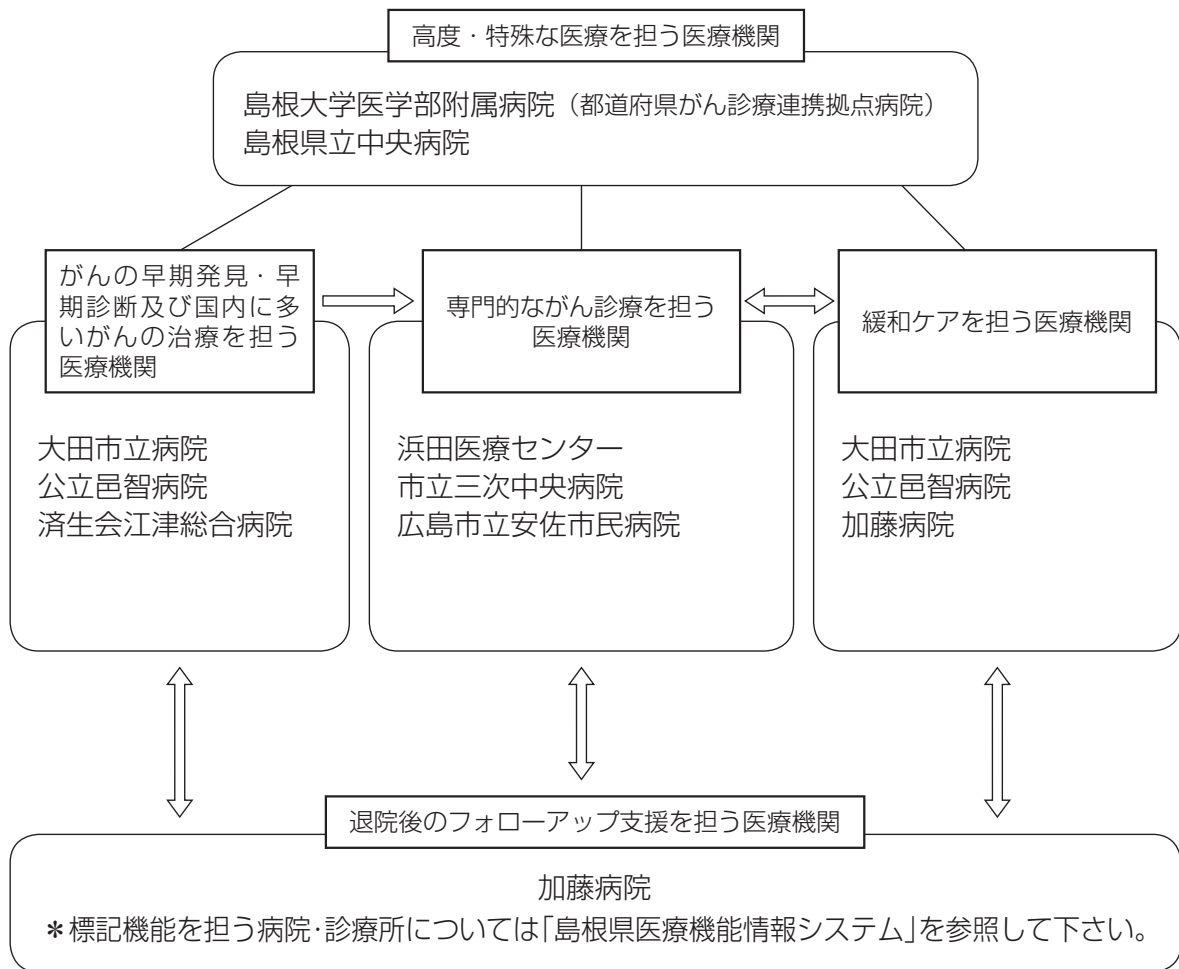 高度・特殊な医療を担う医療機関
島根大学医学部附属病院（都道府県がん診療連携拠点病院）
島根県立中央病院
がんの早期発見・早
期診断及び国内に多
いがんの治療を担う
医療機関
大田市立病院
公立邑智病院
済生会江津総合病院
専門的ながん診療を担う
医療機関
浜田医療センター
市立三次中央病院
広島市立安佐市民病院
緩和ケアを担う医療機関
大田市立病院
公立邑智病院
加藤病院
退院後のフォローアップ支援を担う医療機関
加藤病院
＊標記機能を担う病院･診療所については｢島根県医療機能情報システム｣を参照して下さい。